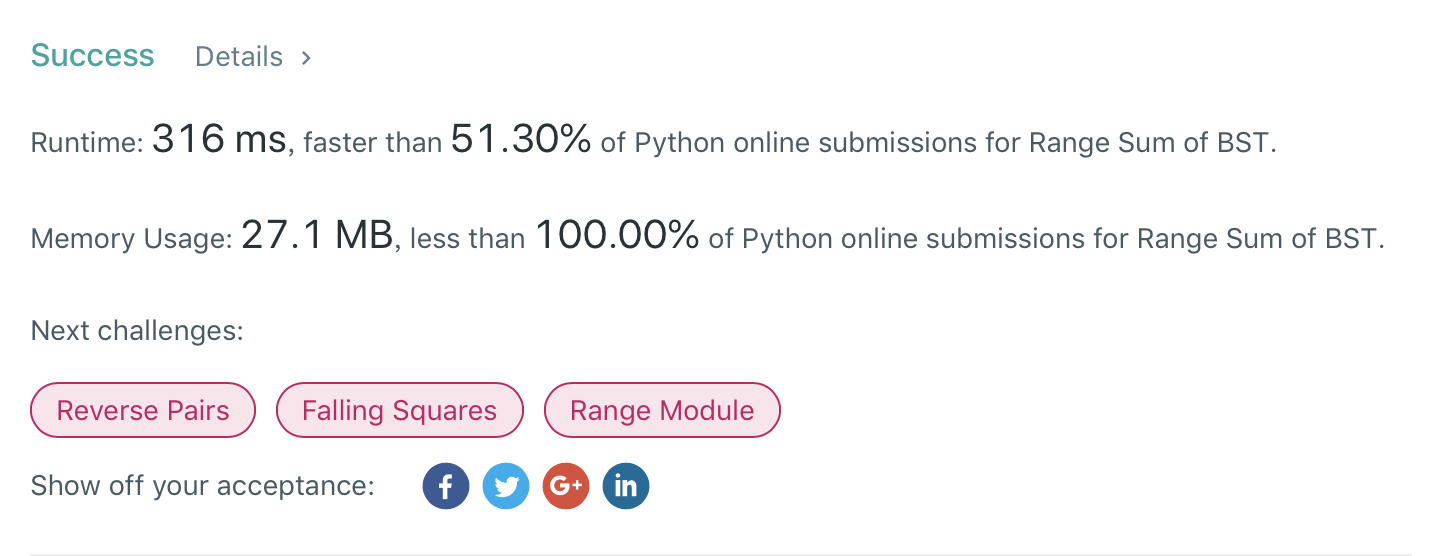 Success Details >
Runtime: 316 ms, faster than 51.30% of Python online submissions for Range Sum of BST.
Memory Usage: 27.1 MB, less than 100.00% of Python online submissions for Range Sum of BST.
Next challenges:
Reverse Pairs Falling Squares Range Module
Show off your acceptance: f G+ in